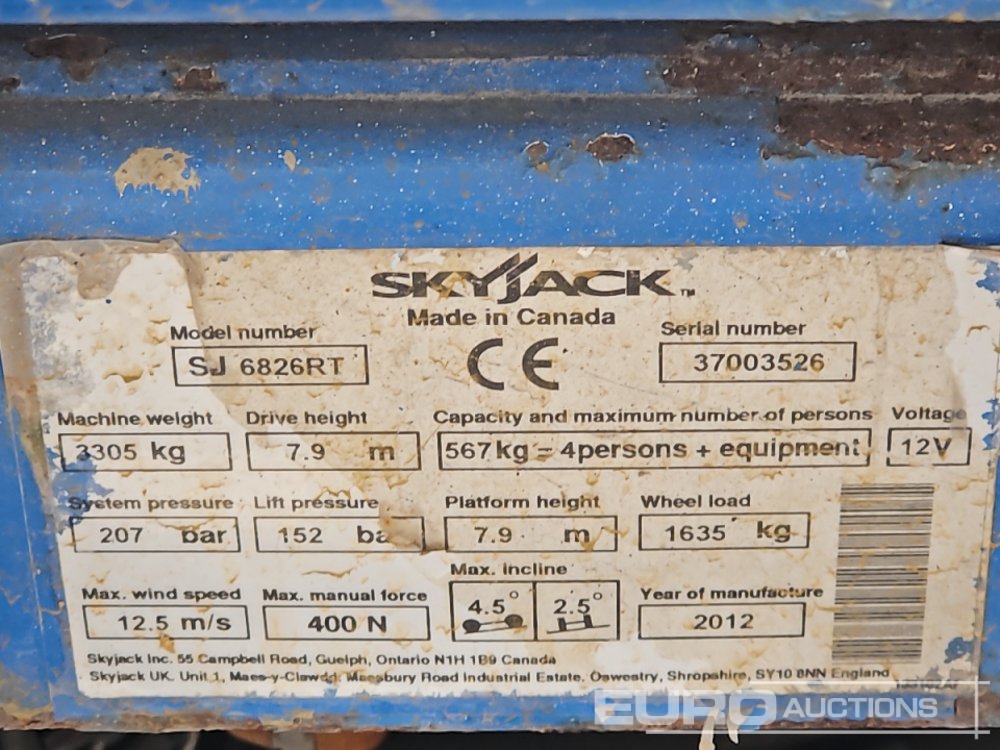 SKYJACK™
Made in Canada
CE
Model number
SJ 6826RT
Serial number
37003526
Machine weight Drive height Capacity and maximum number of persons Voltage
3305 kg 7.9 m 567kg – 4persons + equipment 12V
System pressure Lift pressure Platform height Wheel load
207 bar 152 ba 7.9 m 1635 kg
Max. wind speed Max. manual force Max. incline Year of manufacture
12.5 m/s 400 N 4.5° 2.5° 2012
Skyjack Inc. 55 Campbell Road, Guelph, Ontario N1H 1B9 Canada
Skyjack UK. Unit 1, Maes-y-Clawdd, Maesbury Road Industrial Estate, Oswestry, Shropshire, SY10 8NN England
EURO AUCTIONS